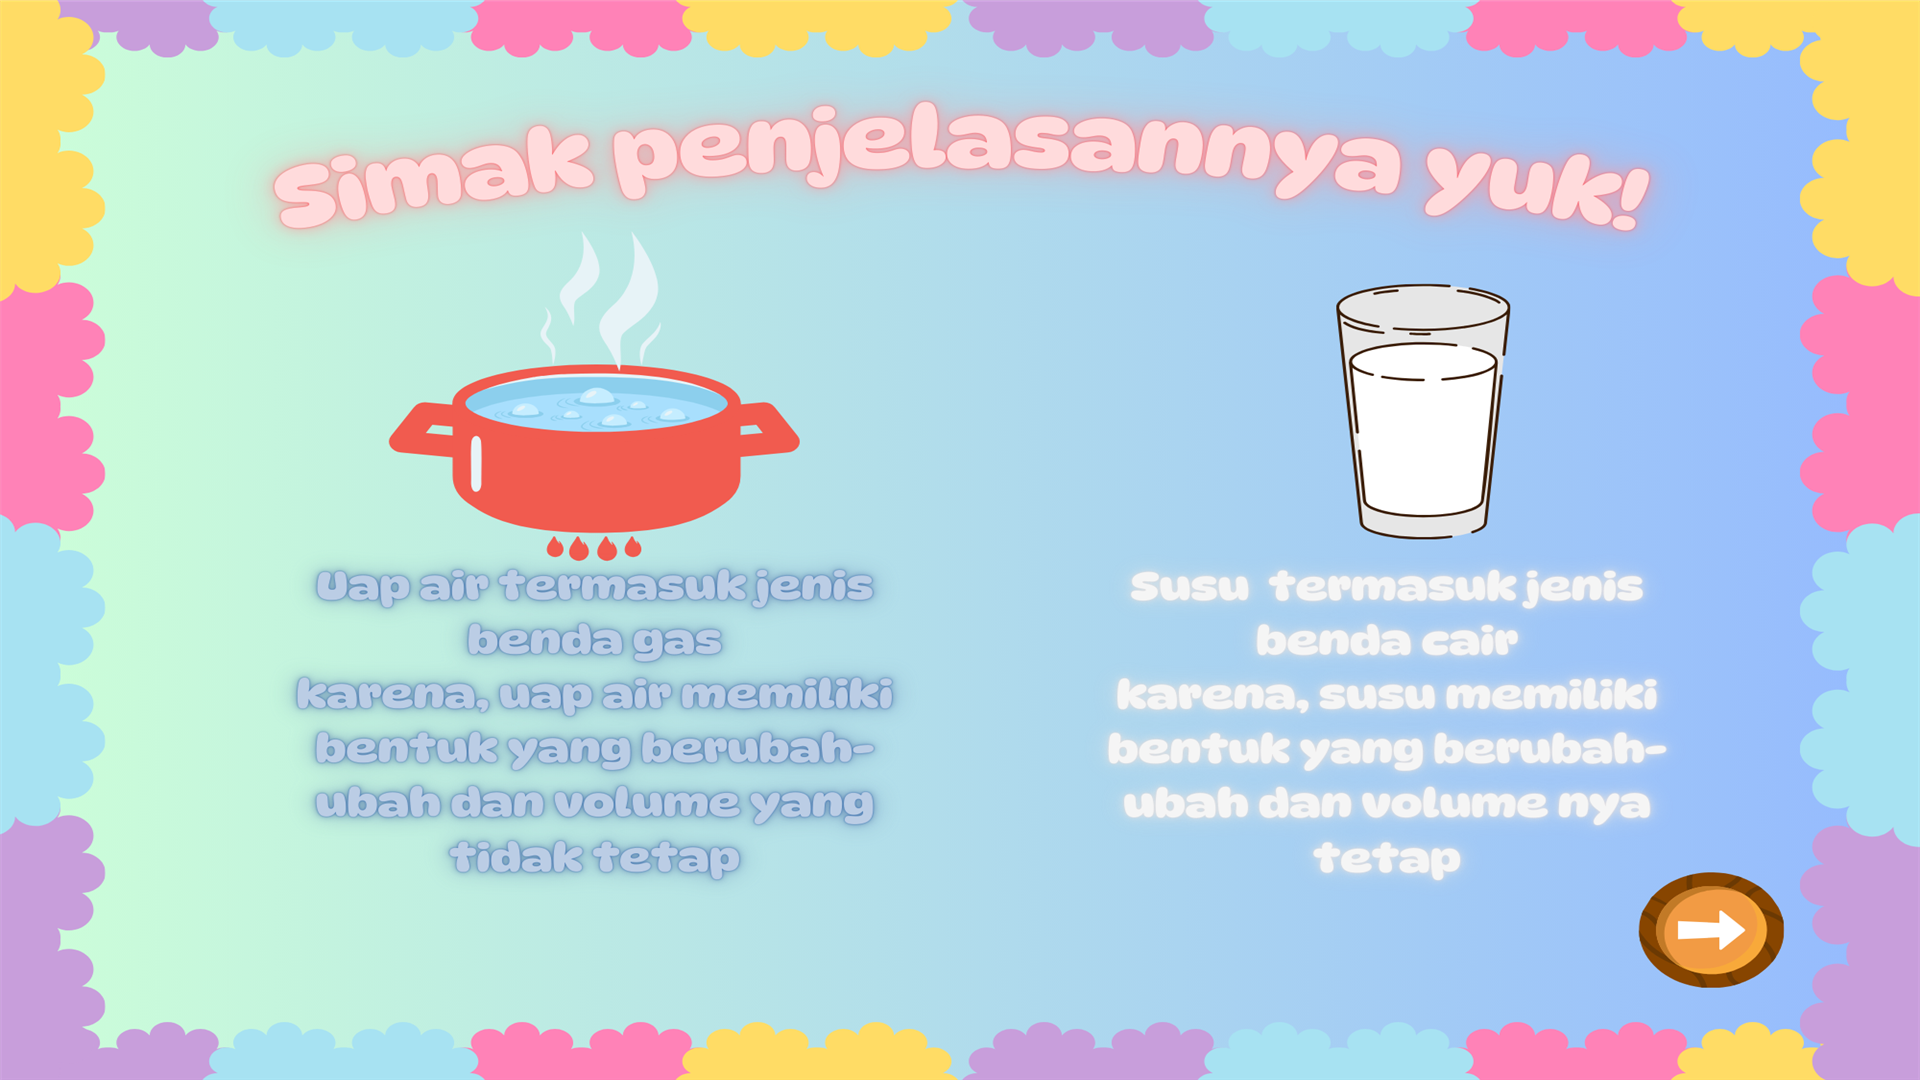 Simak penjelasannya yuk!
Uap air termasuk jenis
benda gas
karena, uap air memiliki
bentuk yang berubah-
ubah dan volume yang
tidak tetap
Susu  termasuk jenis
benda cair
karena, susu memiliki
bentuk yang berubah-
ubah dan volume nya
tetap